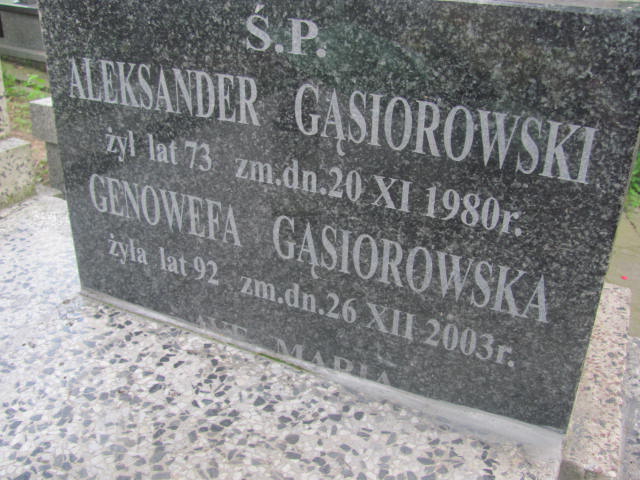 Ś.P.
ALEKSANDER GĄSIOROWSKI
żył lat 73 zm.dn.20 XI 1980r.
GENOWEFA GĄSIOROWSKA
żyła lat 92 zm.dn.26 XII 2003r.
AVE MARIA